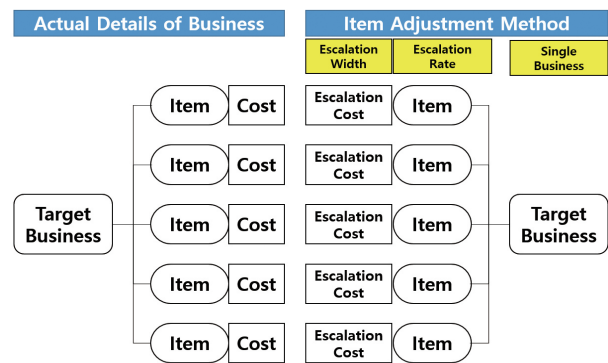 Actual Details of Business
Item Adjustment Method
Escalation
Width
Escalation
Rate
Single
Business
Item
Cost
Escalation
Cost
Item
Item
Cost
Escalation
Cost
Item
Target
Business
Item
Cost
Escalation
Cost
Item
Target
Business
Item
Cost
Escalation
Cost
Item
Item
Cost
Escalation
Cost
Item